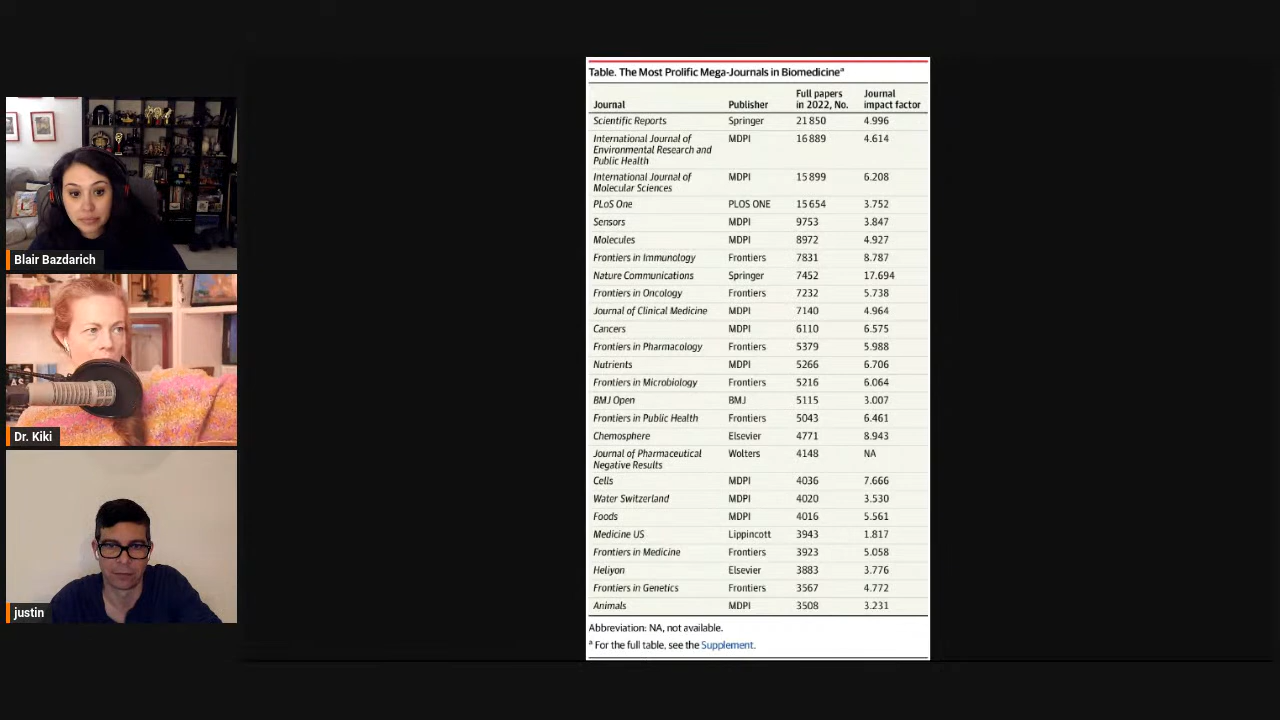 Blair Bazdarich
Dr. Kiki
justin
Table. The Most Prolific Mega-Journals in Biomedicineᵃ
Journal Publisher Full papers in 2022, No. Journal impact factor
Scientific Reports Springer 21 850 4.996
International Journal of Environmental Research and Public Health MDPI 16 889 4.614
International Journal of Molecular Sciences MDPI 15 899 6.208
PLoS One PLOS ONE 15 654 3.752
Sensors MDPI 9753 3.847
Molecules MDPI 8972 4.927
Frontiers in Immunology Frontiers 7831 8.787
Nature Communications Springer 7452 17.694
Frontiers in Oncology Frontiers 7232 5.738
Journal of Clinical Medicine MDPI 7140 4.964
Cancers MDPI 6110 6.575
Frontiers in Pharmacology Frontiers 5379 5.988
Nutrients MDPI 5266 6.706
Frontiers in Microbiology Frontiers 5216 6.064
BMJ Open BMJ 5115 3.007
Frontiers in Public Health Frontiers 5043 6.461
Chemosphere Elsevier 4771 8.943
Journal of Pharmaceutical Negative Results Wolters 4148 NA
Cells MDPI 4036 7.666
Water Switzerland MDPI 4020 3.530
Foods MDPI 4016 5.561
Medicine US Lippincott 3943 1.817
Frontiers in Medicine Frontiers 3923 5.058
Heliyon Elsevier 3883 3.776
Frontiers in Genetics Frontiers 3567 4.772
Animals MDPI 3508 3.231
Abbreviation: NA, not available.
ᵃ For the full table, see the Supplement.